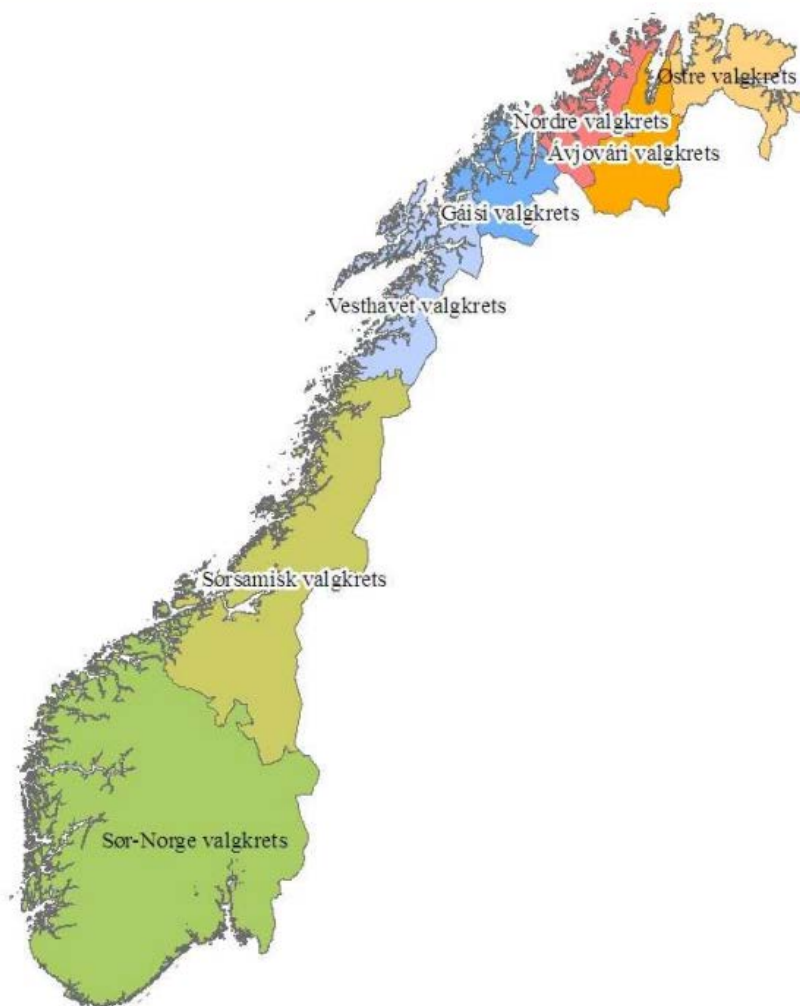 Østre valgkrets
Nordre valgkrets
Ávjovári valgkrets
Gáisi valgkrets
Vesthavet valgkrets
Sørsamisk valgkrets
Sør-Norge valgkrets